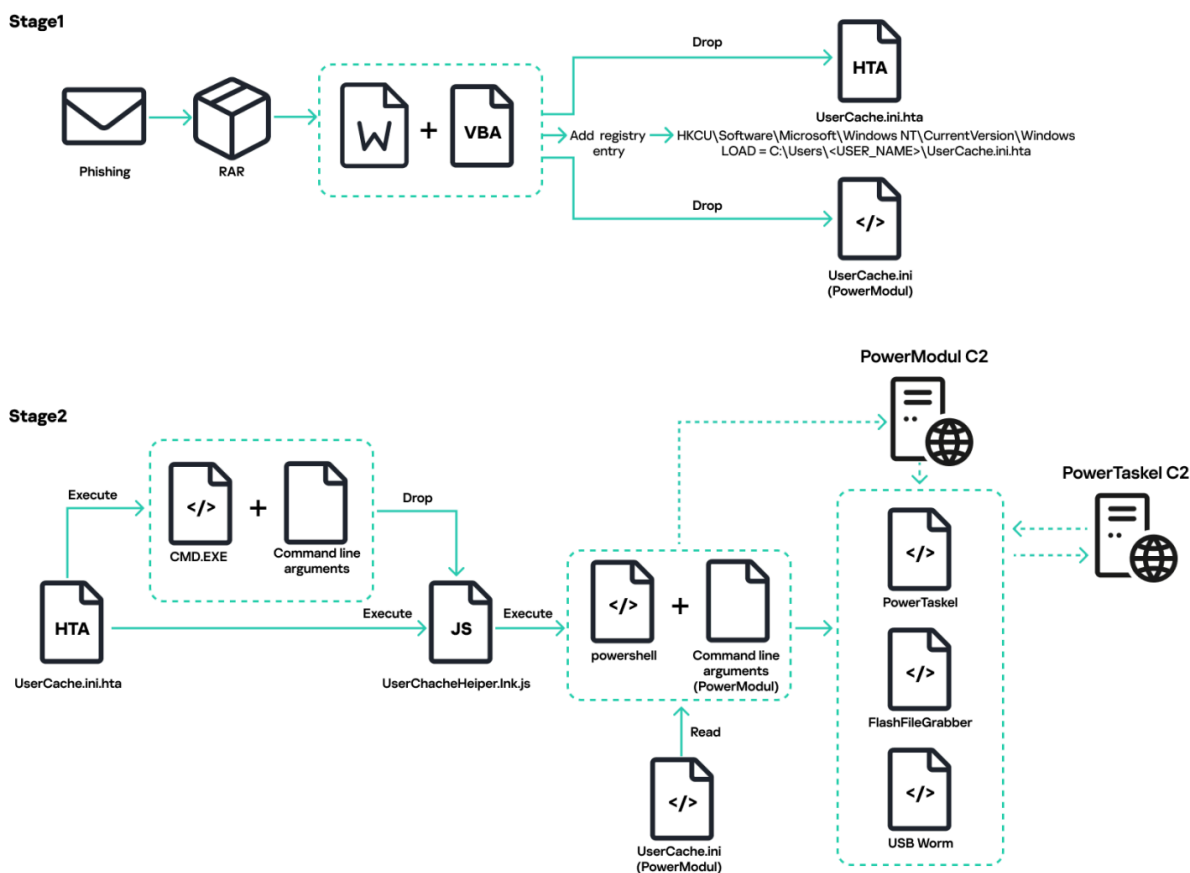 Stage1
Phishing
RAR
W
+
VBA
Drop
HTA
UserCache.ini.hta
Add registry
entry
HKCU\Software\Microsoft\Windows NT\CurrentVersion\Windows
LOAD = C:\Users\<USER_NAME>\UserCache.ini.hta
Drop
</>
UserCache.ini
(PowerModul)
Stage2
Execute
</>
CMD.EXE
+
Command line
arguments
Drop
HTA
UserCache.ini.hta
Execute
JS
UserChacheHeiper.lnk.js
Execute
</>
powershell
+
Command line
arguments
(PowerModul)
Read
</>
UserCache.ini
(PowerModul)
PowerModul C2
PowerTaskel C2
</>
PowerTaskel
</>
FlashFileGrabber
</>
USB Worm